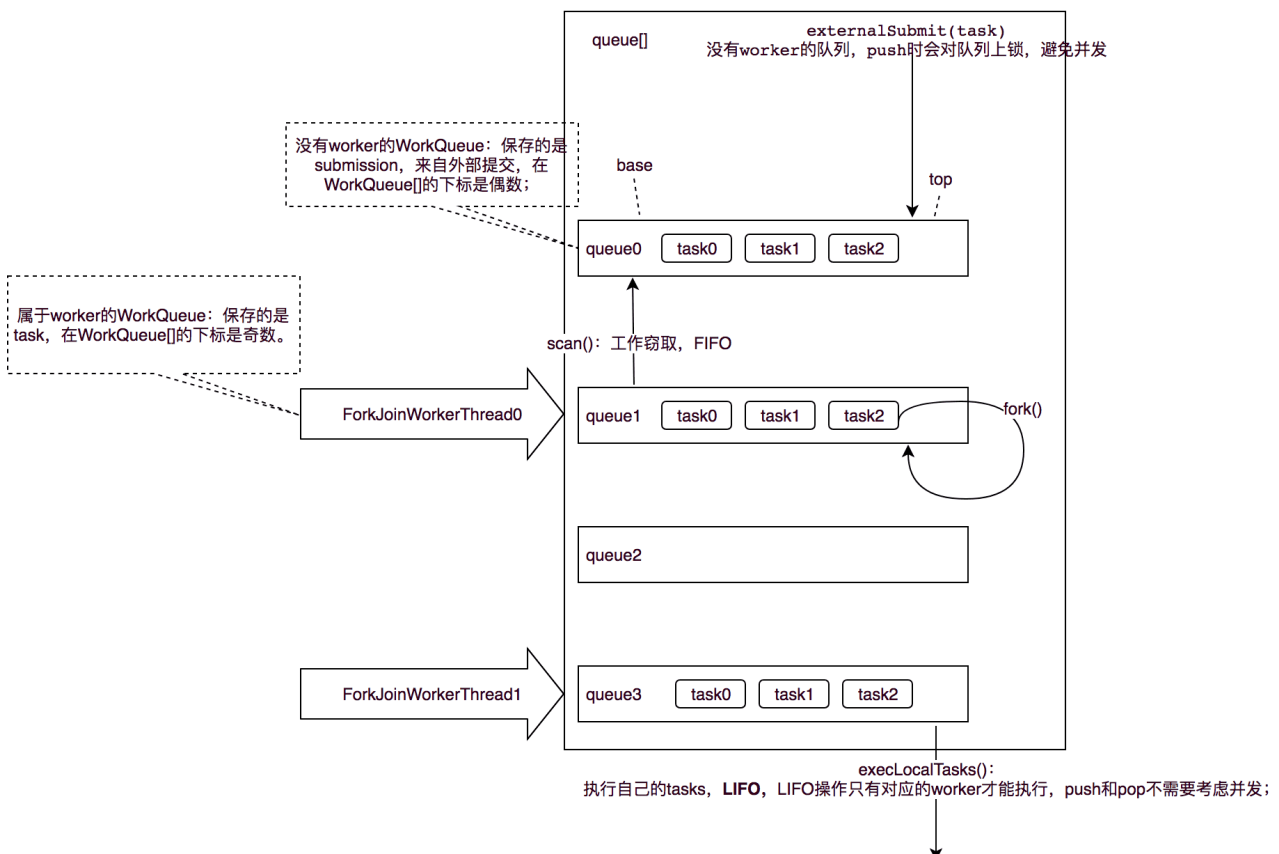 queue[]
externalSubmit(task)
没有worker的队列，push时会对队列上锁，避免并发
没有worker的WorkQueue：保存的是
submission，来自外部提交，在
WorkQueue[]的下标是偶数；
base
top
queue0
task0
task1
task2
属于worker的WorkQueue：保存的是
task，在WorkQueue[]的下标是奇数。
scan()：工作窃取，FIFO
ForkJoinWorkerThread0
queue1
task0
task1
task2
fork()
queue2
ForkJoinWorkerThread1
queue3
task0
task1
task2
execLocalTasks()：
执行自己的tasks，LIFO，LIFO操作只有对应的worker才能执行，push和pop不需要考虑并发；